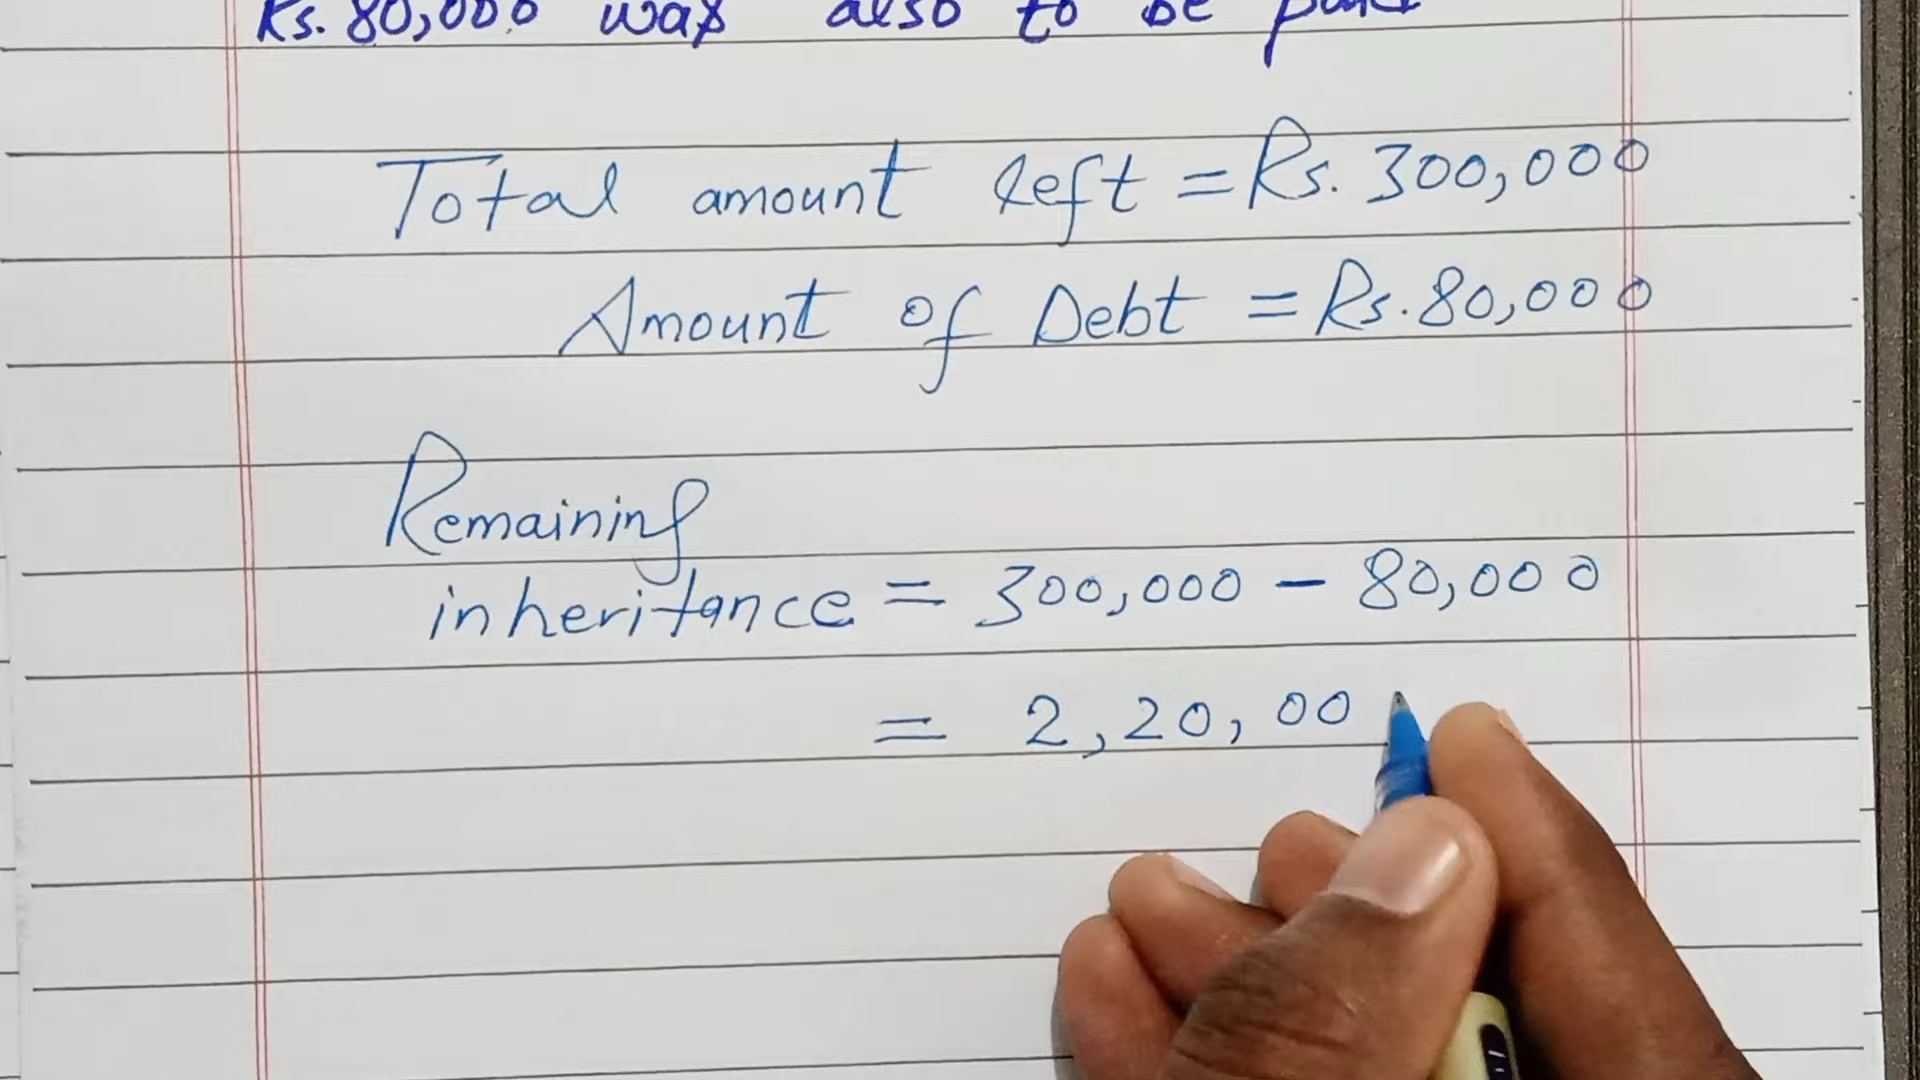 Rs. 80,000 was also to be paid
Total amount left = Rs. 300,000
Amount of Debt = Rs. 80,000
Remaining
inheritance = 300,000 - 80,000
= 2,20,00